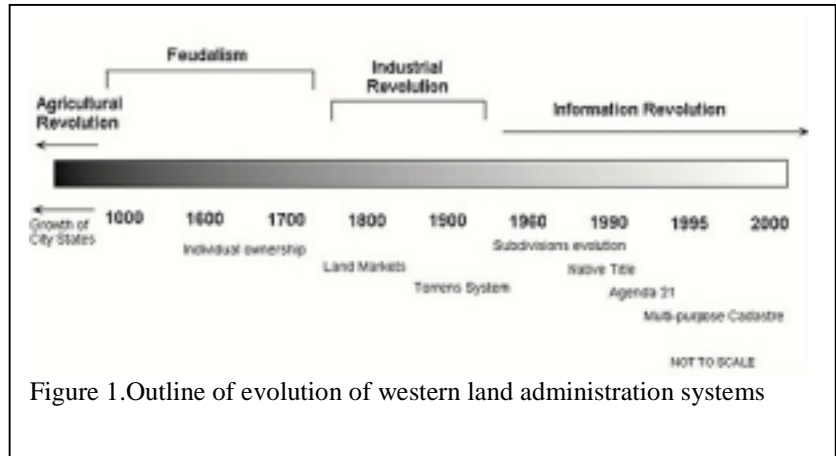 Feudalism
Industrial
Revolution
Agricultural
Revolution
Information Revolution
Growth of
City States
1000 1600 1700 1800 1900 1960 1990 1995 2000
Individual ownership
Subdivisions evolution
Land Markets
Native Title
Torrens System
Agenda 21
Multi-purpose Cadastre
NOT TO SCALE
Figure 1.Outline of evolution of western land administration systems